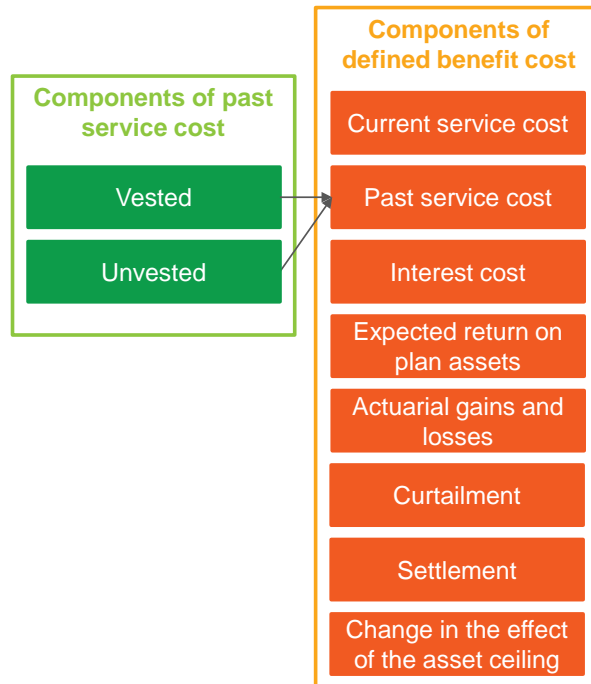 Components of past
service cost
Vested
Unvested
Components of
defined benefit cost
Current service cost
Past service cost
Interest cost
Expected return on
plan assets
Actuarial gains and
losses
Curtailment
Settlement
Change in the effect
of the asset ceiling